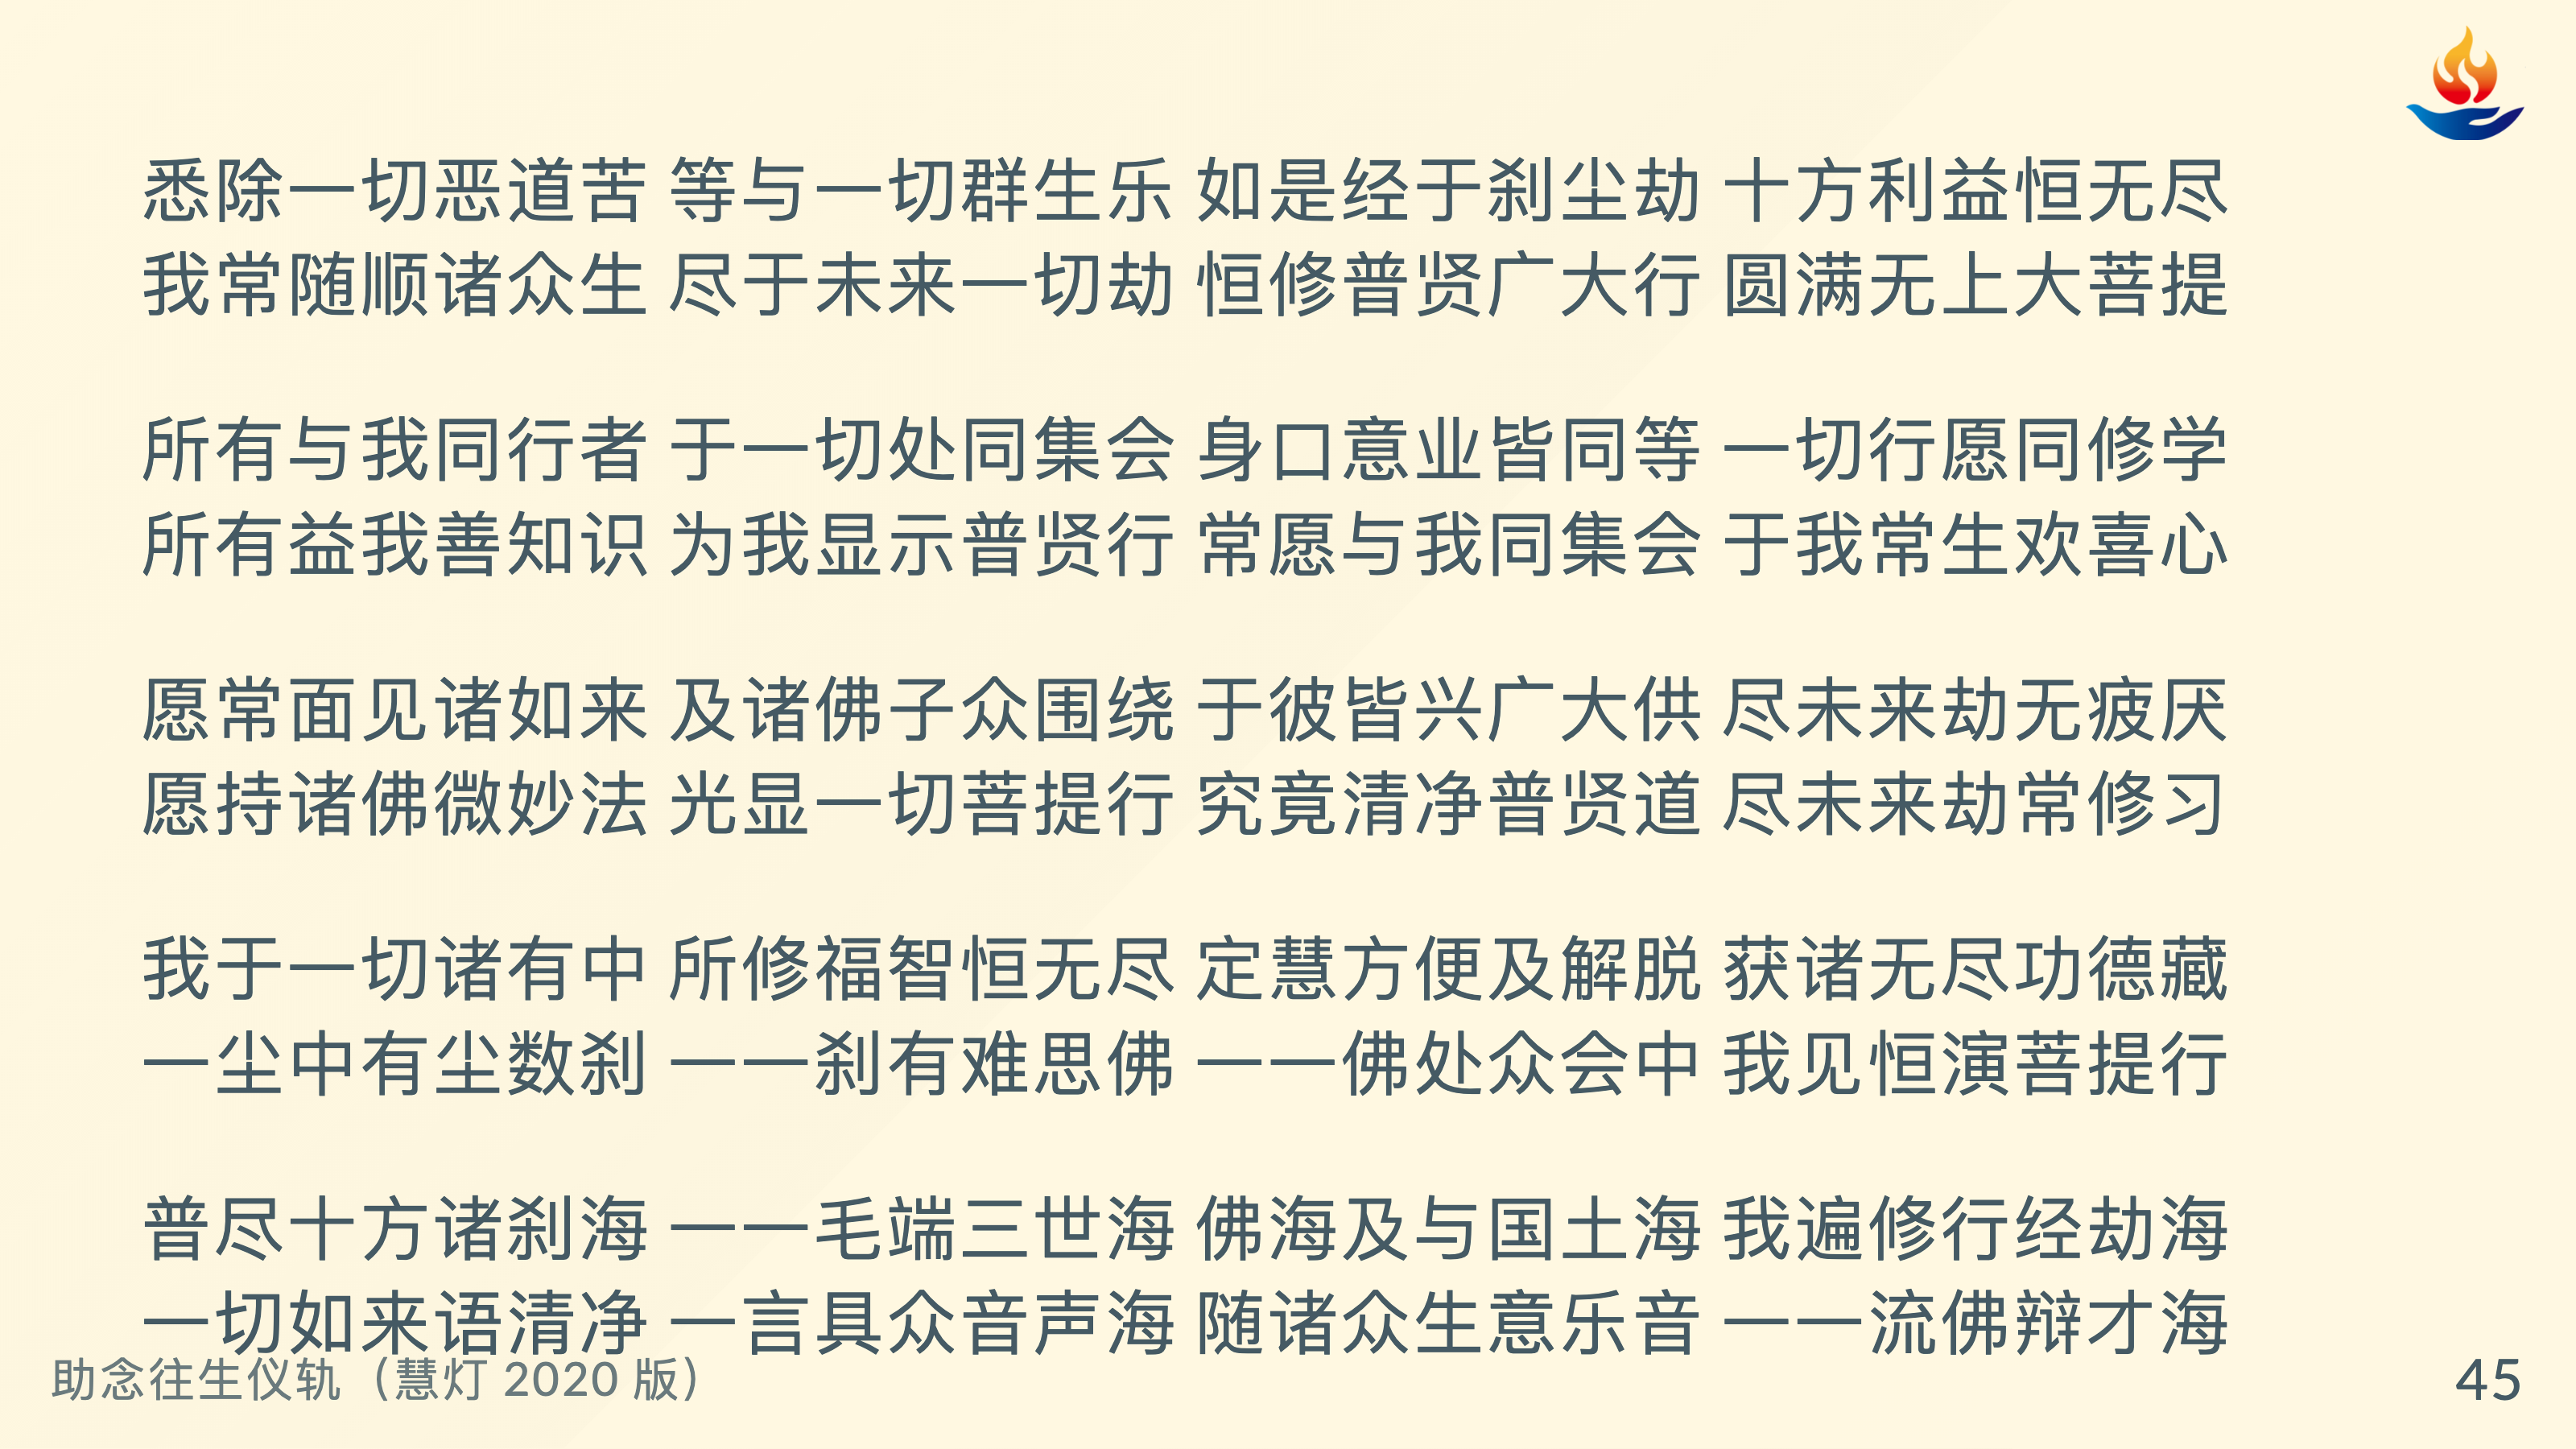 悉除一切恶道苦 等与一切群生乐 如是经于刹尘劫 十方利益恒无尽
我常随顺诸众生 尽于未来一切劫 恒修普贤广大行 圆满无上大菩提
所有与我同行者 于一切处同集会 身口意业皆同等 一切行愿同修学
所有益我善知识 为我显示普贤行 常愿与我同集会 于我常生欢喜心
愿常面见诸如来 及诸佛子众围绕 于彼皆兴广大供 尽未来劫无疲厌
愿持诸佛微妙法 光显一切菩提行 究竟清净普贤道 尽未来劫常修习
我于一切诸有中 所修福智恒无尽 定慧方便及解脱 获诸无尽功德藏
一尘中有尘数刹 一一刹有难思佛 一一佛处众会中 我见恒演菩提行
普尽十方诸刹海 一一毛端三世海 佛海及与国土海 我遍修行经劫海
一切如来语清净 一言具众音声海 随诸众生意乐音 一一流佛辩才海
助念往生仪轨（慧灯 2020 版）
45